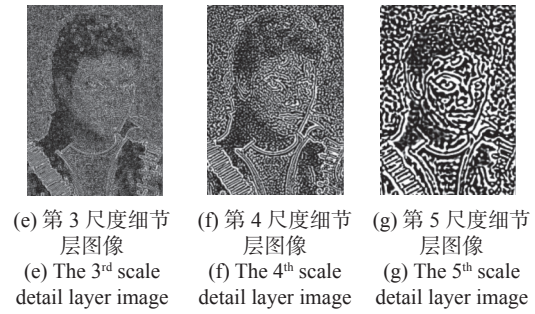 (e) 第 3 尺度细节
层图像
(e) The 3rd scale
detail layer image
(f) 第 4 尺度细节
层图像
(f) The 4th scale
detail layer image
(g) 第 5 尺度细节
层图像
(g) The 5th scale
detail layer image